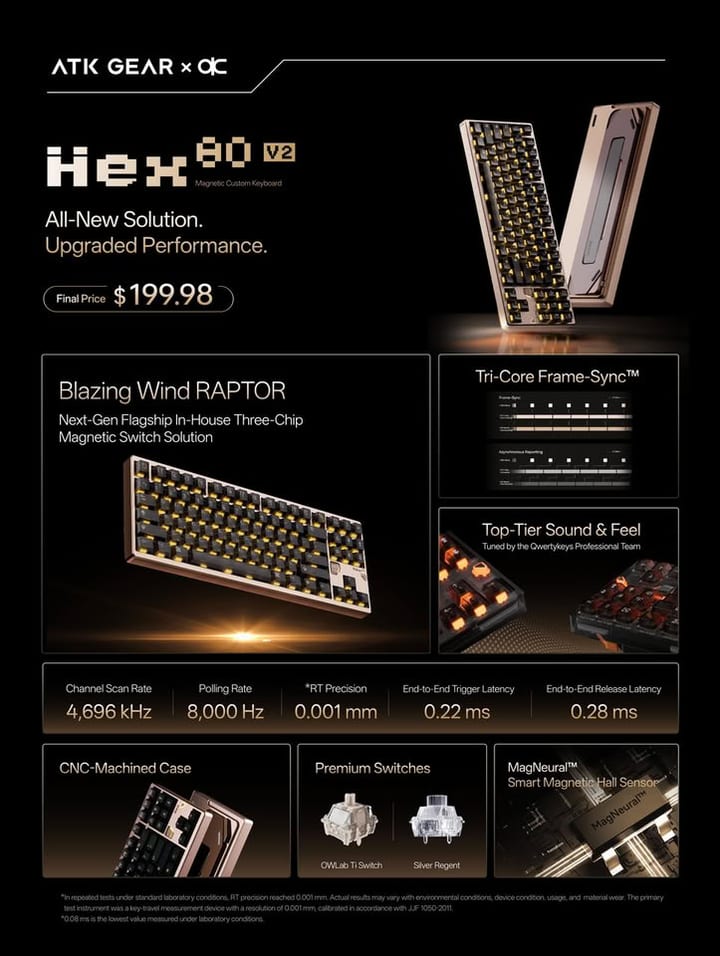 ATK GEAR × QK
Hex80 V2
Magnetic Custom Keyboard
All-New Solution.
Upgraded Performance.
Final Price $199.98
Blazing Wind RAPTOR
Next-Gen Flagship In-House Three-Chip
Magnetic Switch Solution
Tri-Core Frame-Sync™
Frame-Sync
Asynchronous Reporting
Top-Tier Sound & Feel
Tuned by the Qwertykeys Professional Team
Channel Scan Rate
4,696 kHz
Polling Rate
8,000 Hz
*RT Precision
0.001 mm
End-to-End Trigger Latency
0.22 ms
End-to-End Release Latency
0.28 ms
CNC-Machined Case
Premium Switches
OWLab Ti Switch
Silver Regent
MagNeural™
Smart Magnetic Hall Sensor
MagNeural™
*In repeated tests under standard laboratory conditions, RT precision reached 0.001 mm. Actual results may vary with environmental conditions, device condition, usage, and material wear. The primary
test instrument was a key-travel measurement device with a resolution of 0.001 mm, calibrated in accordance with JJF 1050-2011.
*0.08 ms is the lowest value measured under laboratory conditions.